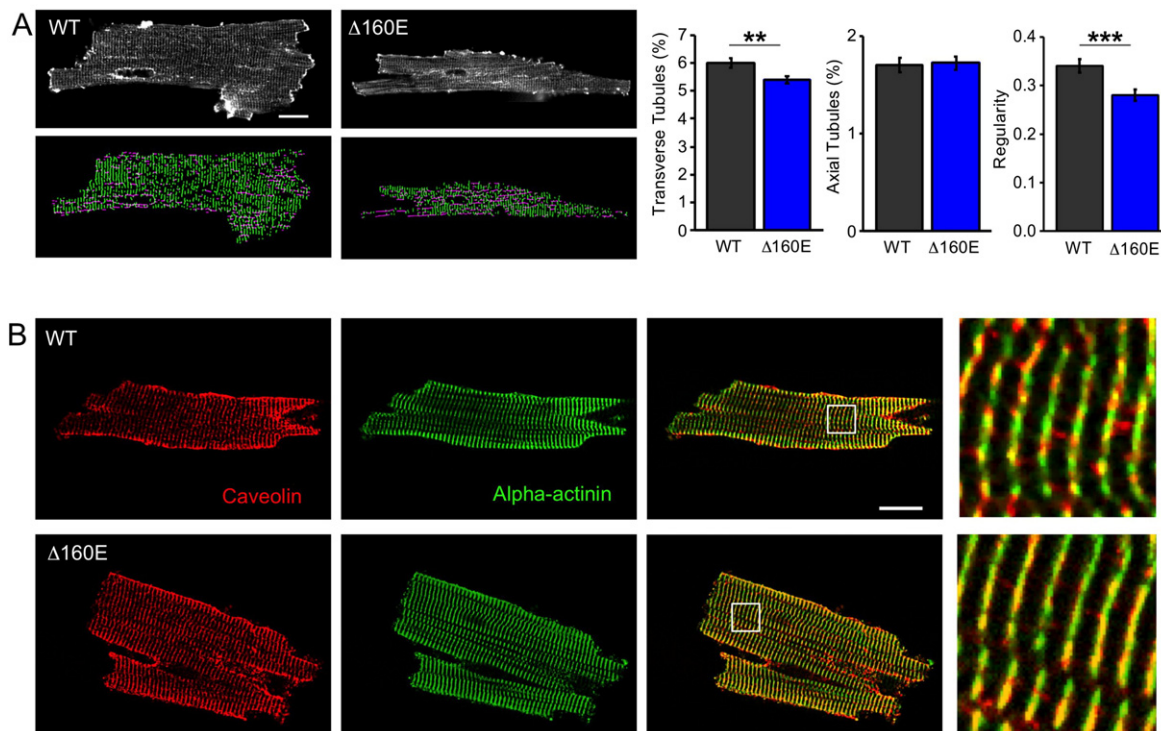 A
WT
Δ160E
Transverse Tubules (%)
7
6
5
4
3
2
1
0
**
WT
Δ160E
Axial Tubules (%)
2
1
0
WT
Δ160E
Regularity
0.4
0.3
0.2
0.1
0.0
***
WT
Δ160E
B
WT
Caveolin
Alpha-actinin
Δ160E